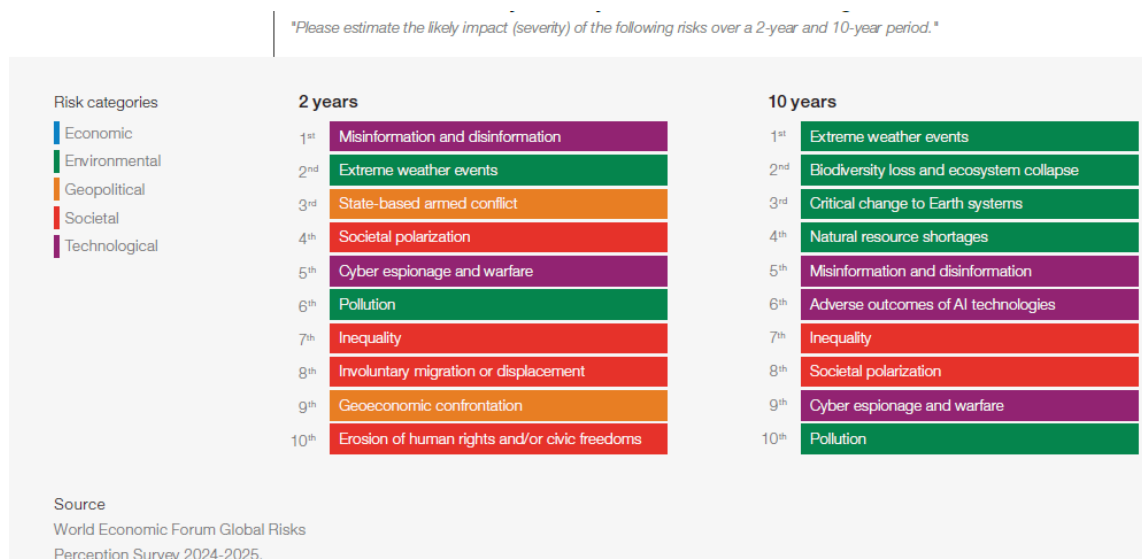 "Please estimate the likely impact (severity) of the following risks over a 2-year and 10-year period."
Risk categories
Economic
Environmental
Geopolitical
Societal
Technological
2 years
1st Misinformation and disinformation
2nd Extreme weather events
3rd State-based armed conflict
4th Societal polarization
5th Cyber espionage and warfare
6th Pollution
7th Inequality
8th Involuntary migration or displacement
9th Geoeconomic confrontation
10th Erosion of human rights and/or civic freedoms
10 years
1st Extreme weather events
2nd Biodiversity loss and ecosystem collapse
3rd Critical change to Earth systems
4th Natural resource shortages
5th Misinformation and disinformation
6th Adverse outcomes of AI technologies
7th Inequality
8th Societal polarization
9th Cyber espionage and warfare
10th Pollution
Source
World Economic Forum Global Risks
Perception Survey 2024-2025.